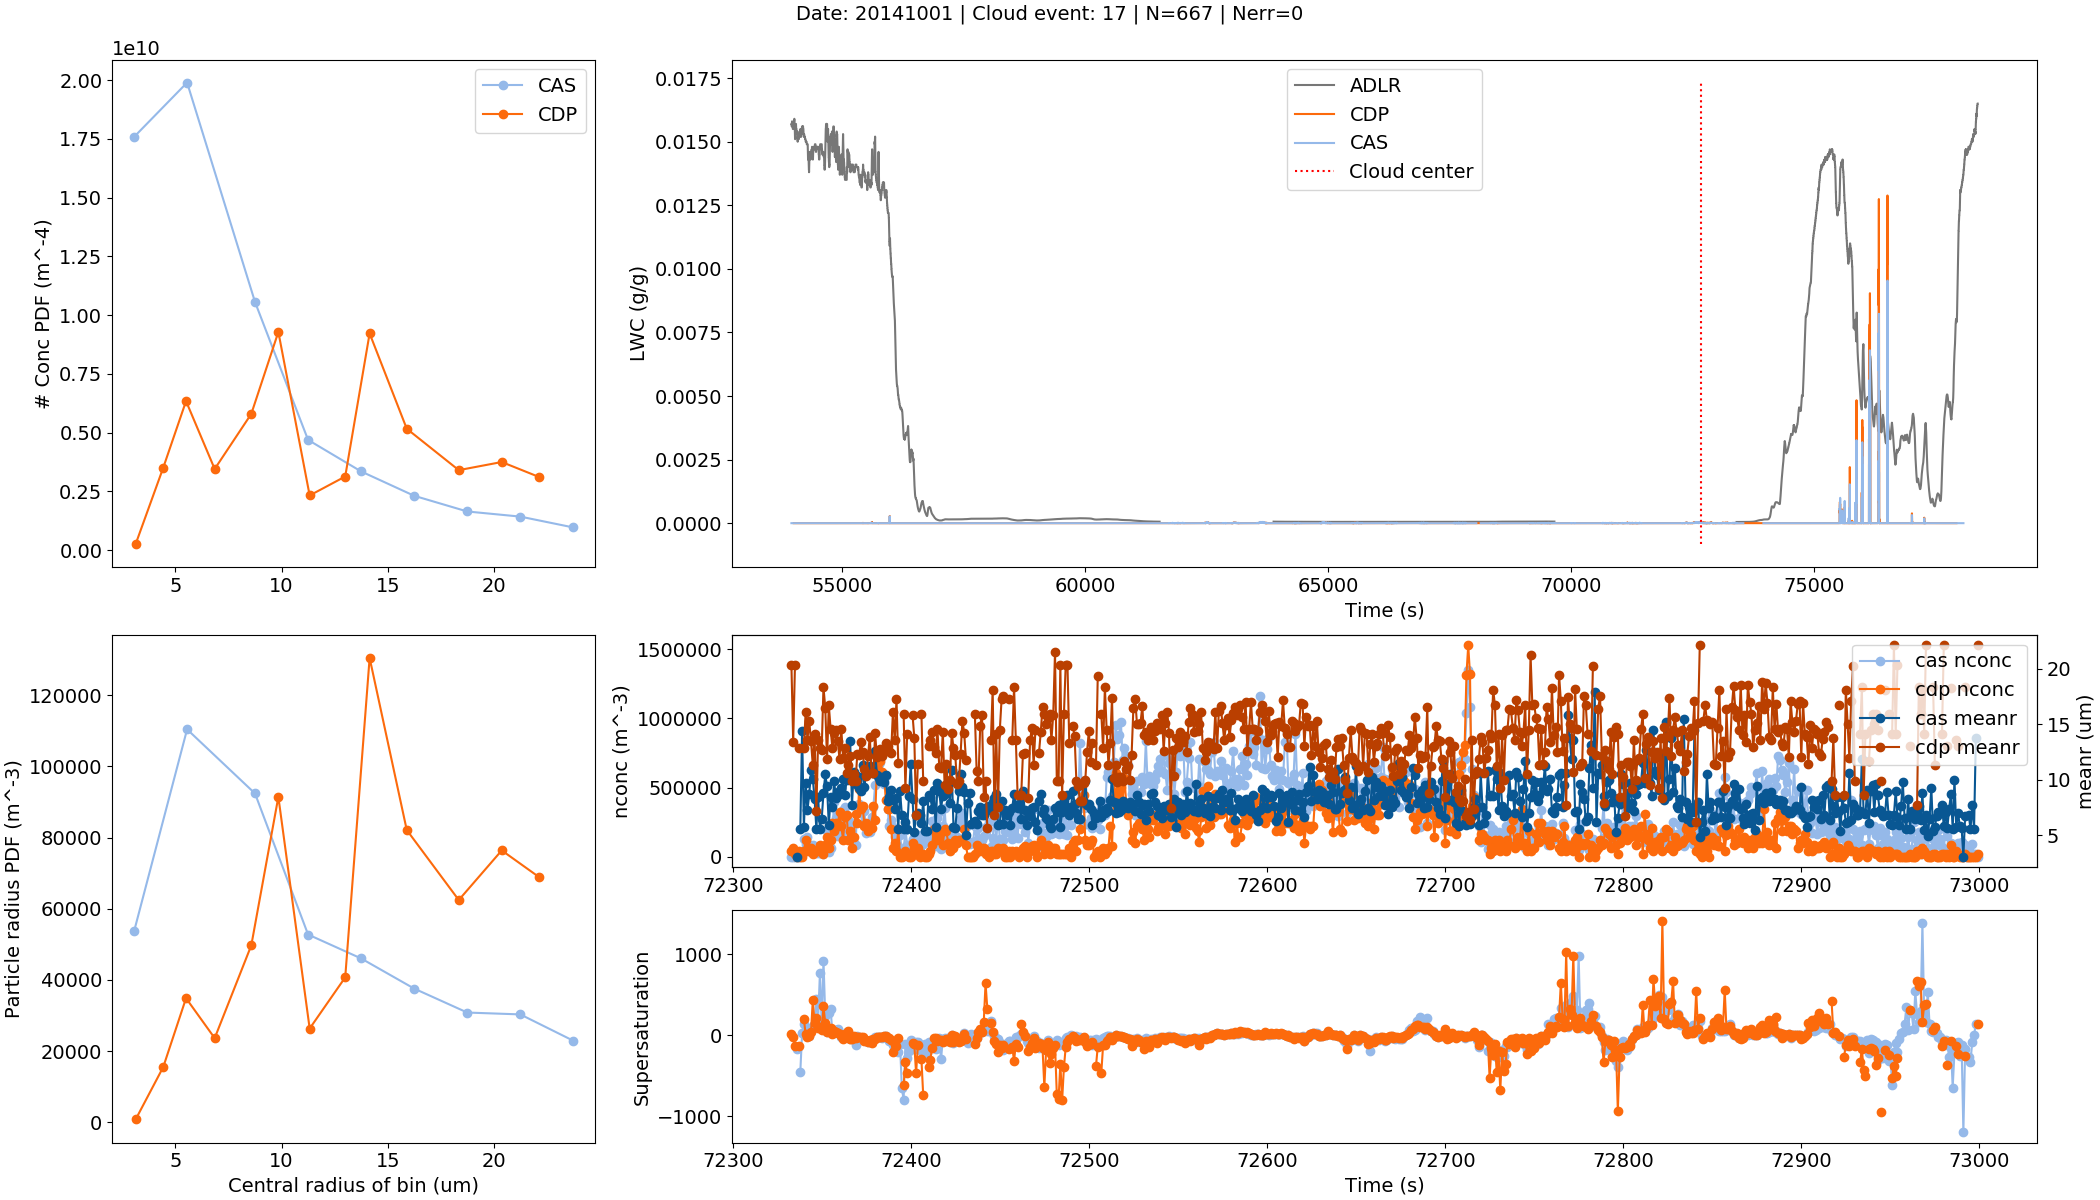 Date: 20141001 | Cloud event: 17 | N=667 | Nerr=0
1e10
# Conc PDF (m^-4)
2.00
1.75
1.50
1.25
1.00
0.75
0.50
0.25
0.00
5 10 15 20
CAS
CDP
LWC (g/g)
0.0175
0.0150
0.0125
0.0100
0.0075
0.0050
0.0025
0.0000
55000 60000 65000 70000 75000
Time (s)
ADLR
CDP
CAS
Cloud center
Particle radius PDF (m^-3)
120000
100000
80000
60000
40000
20000
0
5 10 15 20
Central radius of bin (um)
nconc (m^-3)
1500000
1000000
500000
0
72300 72400 72500 72600 72700 72800 72900 73000
20
15
10
5
meanr (um)
cas nconc
cdp nconc
cas meanr
cdp meanr
Supersaturation
1000
0
−1000
72300 72400 72500 72600 72700 72800 72900 73000
Time (s)